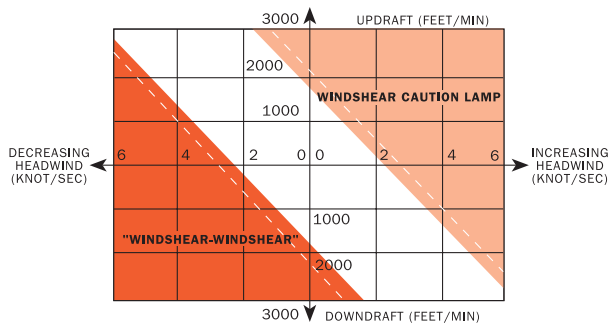 3000
UPDRAFT (FEET/MIN)
2000
WINDSHEAR CAUTION LAMP
1000
DECREASING
HEADWIND
(KNOT/SEC)
6 4 2 0 0 2 4 6
INCREASING
HEADWIND
(KNOT/SEC)
1000
"WINDSHEAR-WINDSHEAR"
2000
3000
DOWNDRAFT (FEET/MIN)